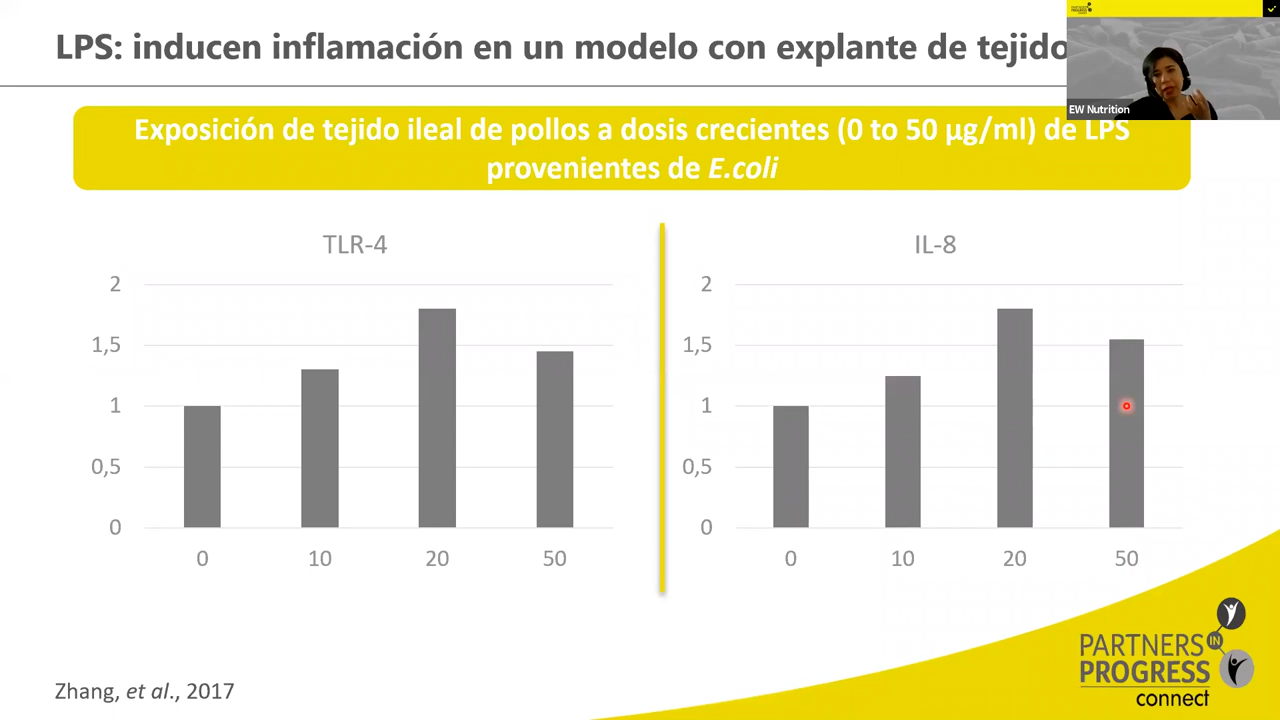 LPS: inducen inflamación en un modelo con explante de tejido
EW Nutrition
Exposición de tejido ileal de pollos a dosis crecientes (0 to 50 µg/ml) de LPS
provenientes de E.coli
TLR-4
2
1,5
1
0,5
0
0
10
20
50
IL-8
2
1,5
1
0,5
0
0
10
20
50
Zhang, et al., 2017
PARTNERS
IN
PROGRESS
connect